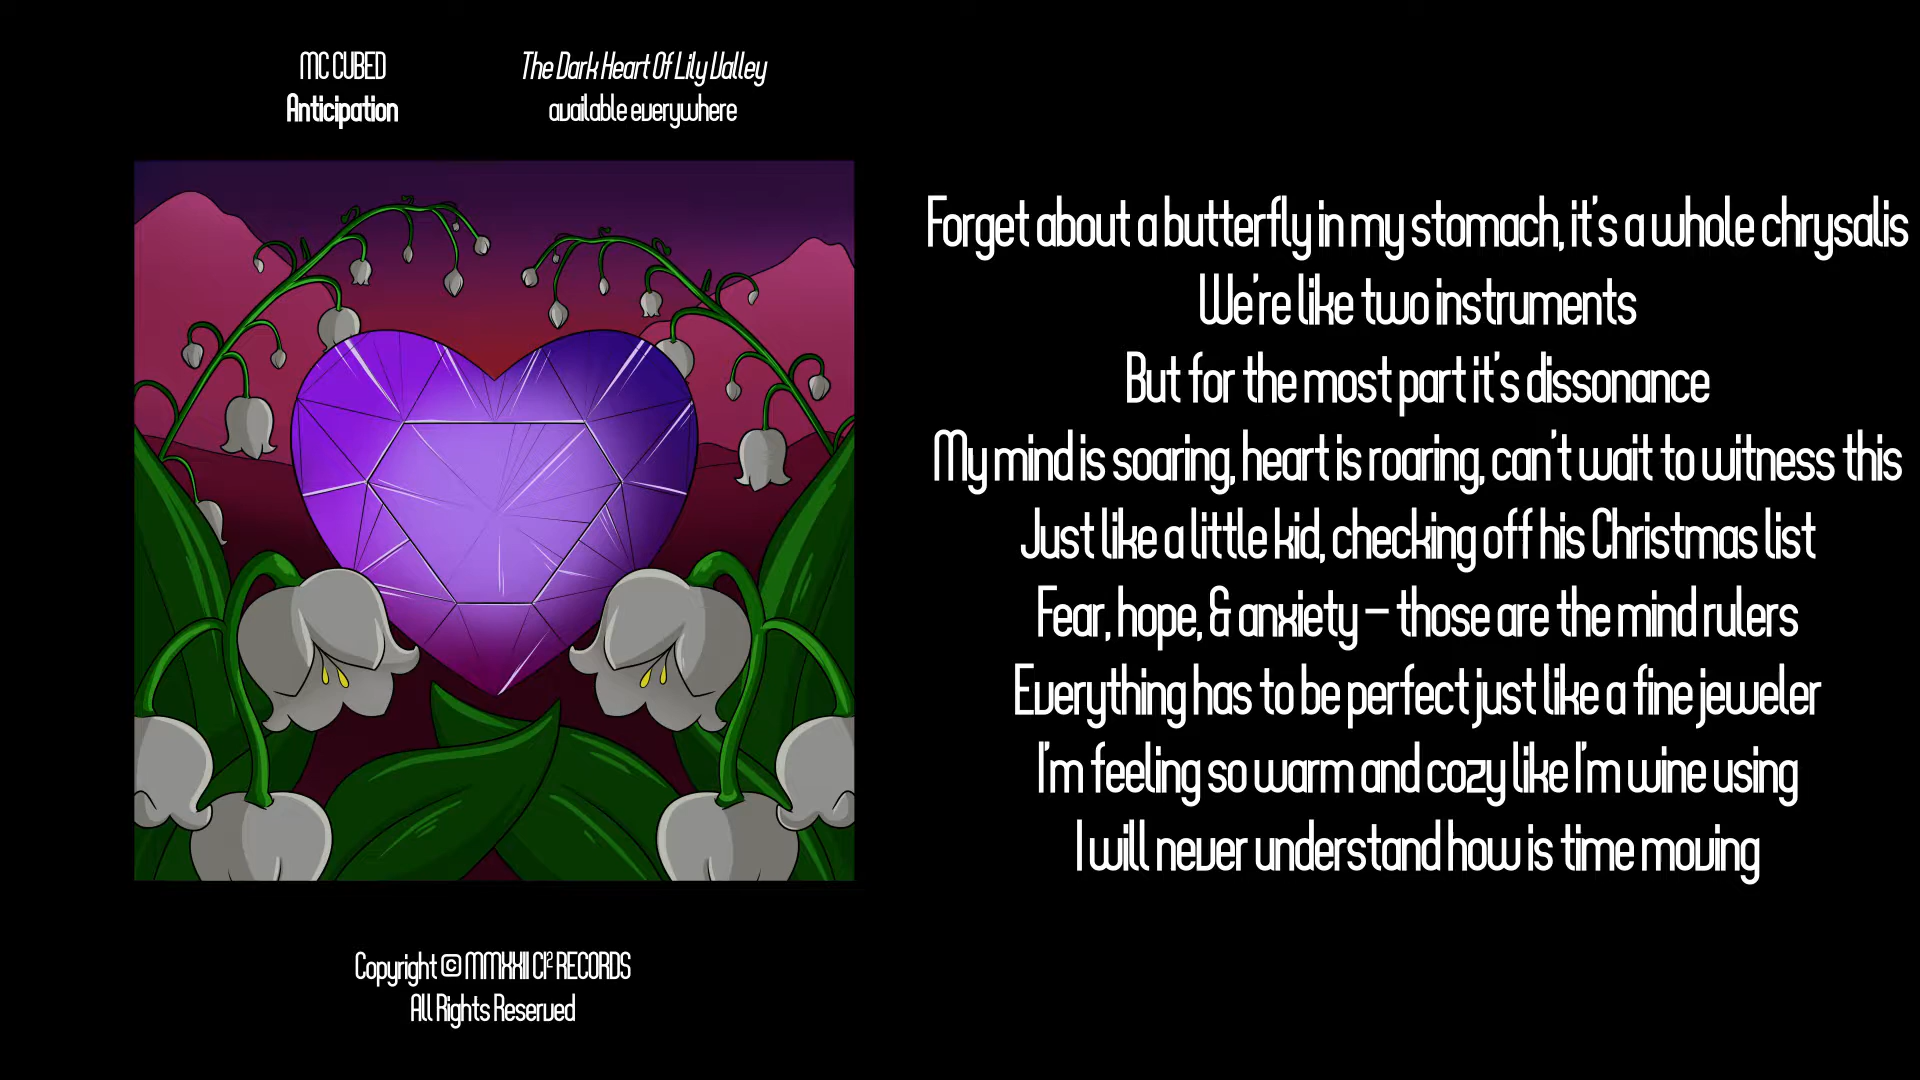 MC CUBED
Anticipation
The Dark Heart Of Lily Valley
available everywhere
Forget about a butterfly in my stomach, it's a whole chrysalis
We're like two instruments
But for the most part it's dissonance
My mind is soaring, heart is roaring, can't wait to witness this
Just like a little kid, checking off his Christmas list
Fear, hope, & anxiety – those are the mind rulers
Everything has to be perfect just like a fine jeweler
I'm feeling so warm and cozy like I'm wine using
I will never understand how is time moving
Copyright © MMXXII CI² RECORDS
All Rights Reserved